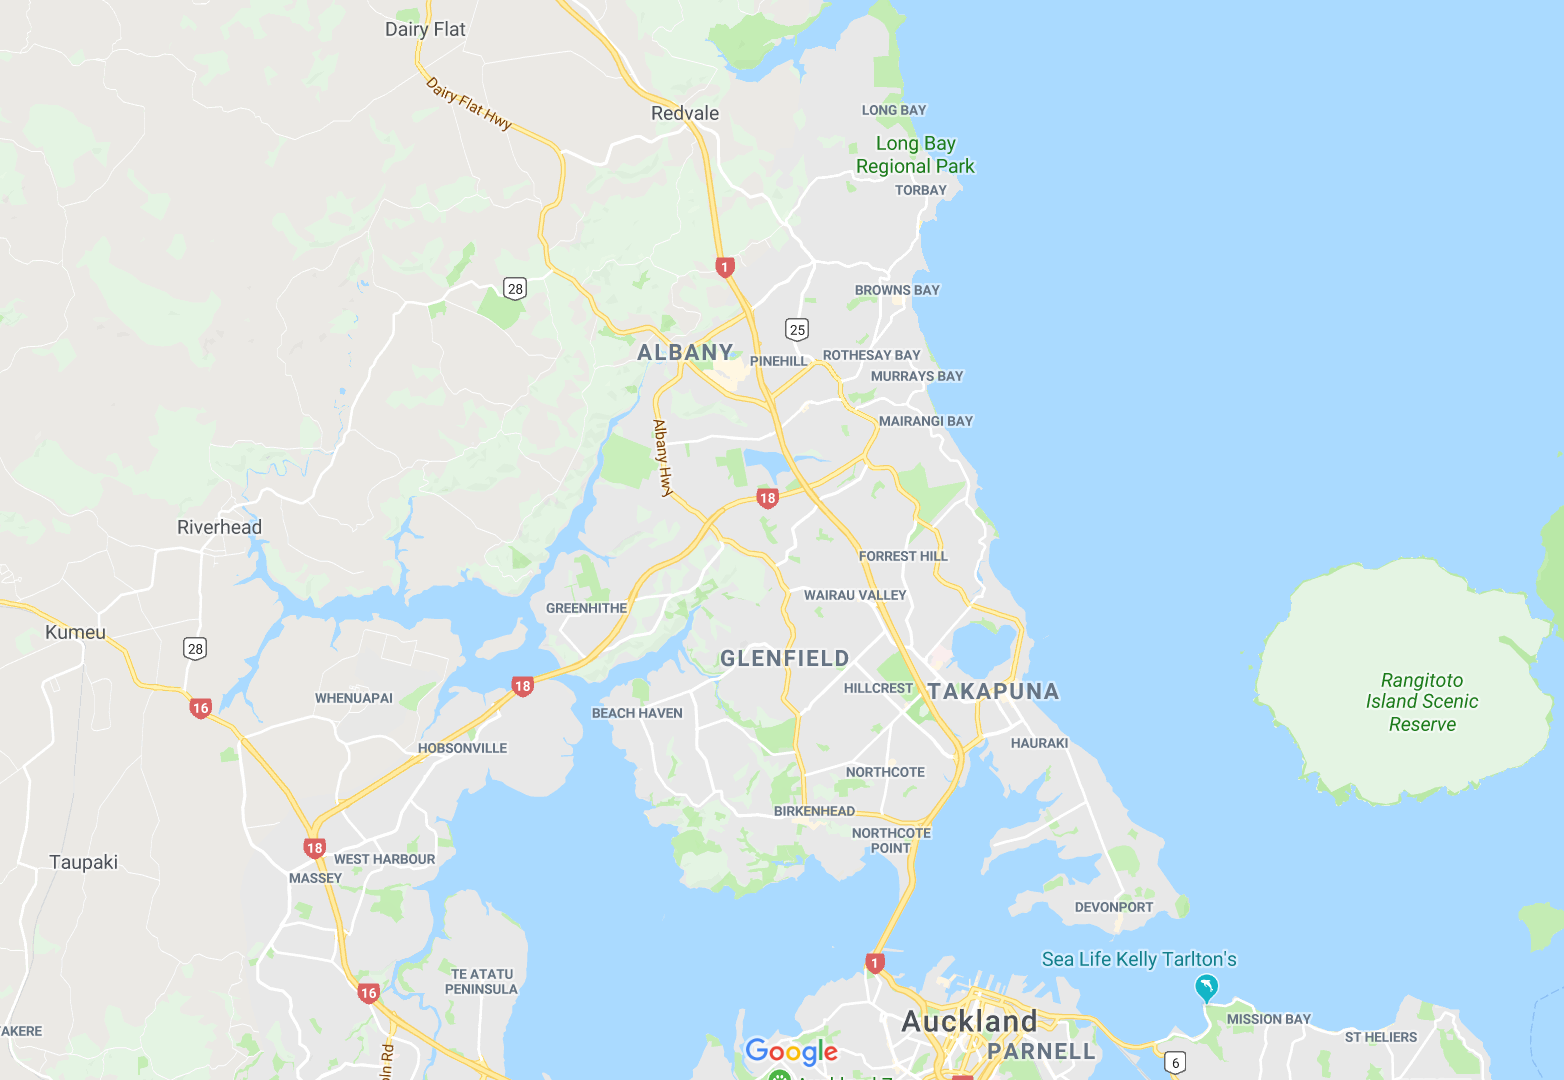 Dairy Flat
Dairy Flat Hwy
Redvale
LONG BAY
Long Bay
Regional Park
TORBAY
1
28
BROWNS BAY
25
ALBANY
PINEHILL
ROTHESAY BAY
MURRAYS BAY
MAIRANGI BAY
Albany Hwy
18
Riverhead
FORREST HILL
WAIRAU VALLEY
GREENHITHE
Kumeu
28
GLENFIELD
HILLCREST
TAKAPUNA
Rangitoto
Island Scenic
Reserve
WHENUAPAI
18
16
BEACH HAVEN
HOBSONVILLE
HAURAKI
NORTHCOTE
BIRKENHEAD
NORTHCOTE
POINT
18
WEST HARBOUR
Taupaki
MASSEY
DEVONPORT
1
Sea Life Kelly Tarlton's
TE ATATU
PENINSULA
16
Auckland
MISSION BAY
ST HELIERS
AKERE
Google
PARNELL
6
oln Rd